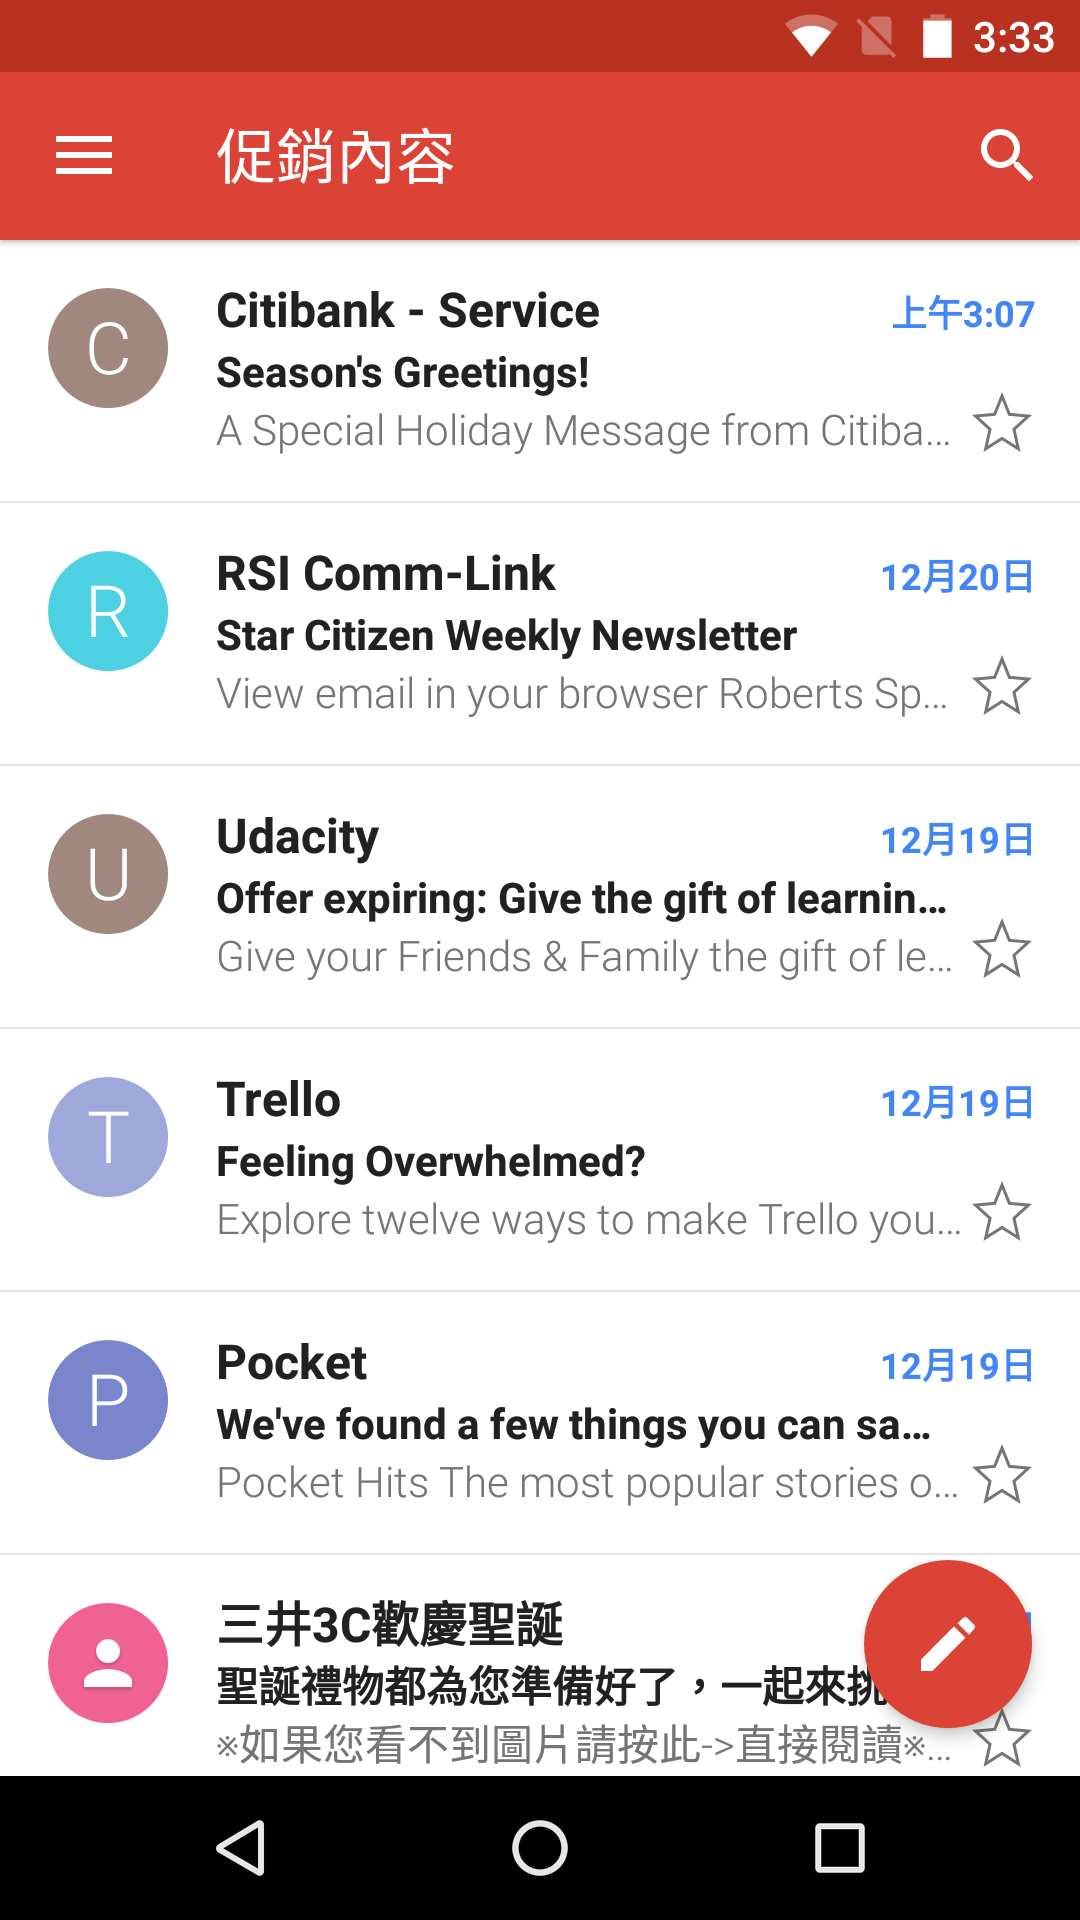 3:33
促銷內容
C
Citibank - Service
上午3:07
Season's Greetings!
A Special Holiday Message from Citiba...
R
RSI Comm-Link
12月20日
Star Citizen Weekly Newsletter
View email in your browser Roberts Sp...
U
Udacity
12月19日
Offer expiring: Give the gift of learnin...
Give your Friends & Family the gift of le...
T
Trello
12月19日
Feeling Overwhelmed?
Explore twelve ways to make Trello you...
P
Pocket
12月19日
We've found a few things you can sa...
Pocket Hits The most popular stories o...
三井3C歡慶聖誕
聖誕禮物都為您準備好了，一起來挑
※如果您看不到圖片請按此->直接閱讀※...